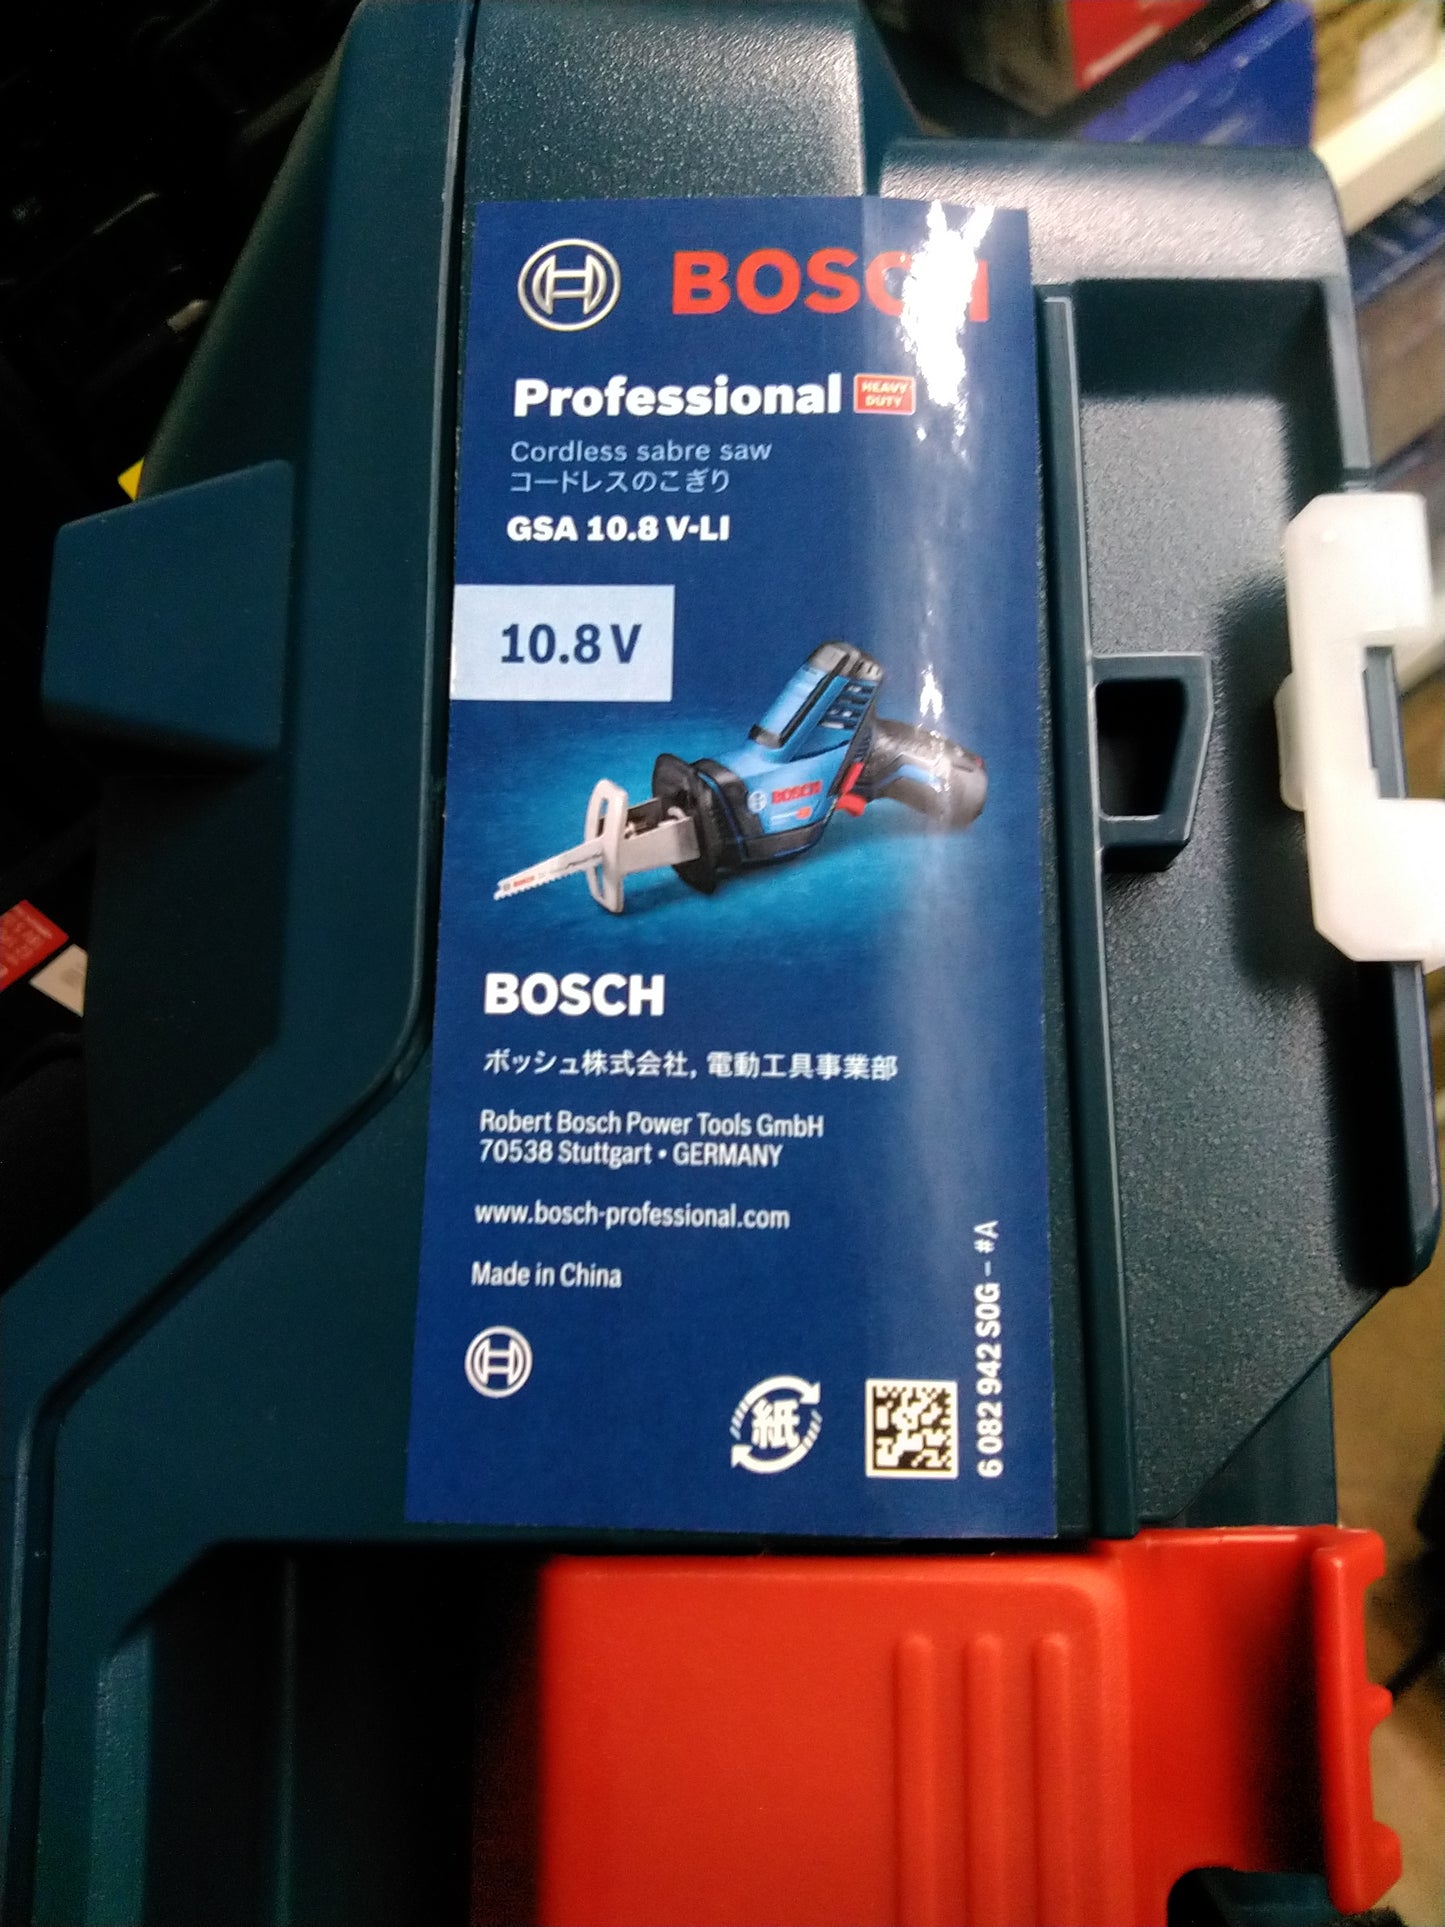 BOSCH
Professional HEAVY DUTY
Cordless sabre saw
コードレスのこぎり
GSA 10.8 V-LI
10.8 V
BOSCH
BOSCH
BOSCH
ボッシュ株式会社, 電動工具事業部
Robert Bosch Power Tools GmbH
70538 Stuttgart • GERMANY
www.bosch-professional.com
Made in China
紙
6 082 942 S0G – #A